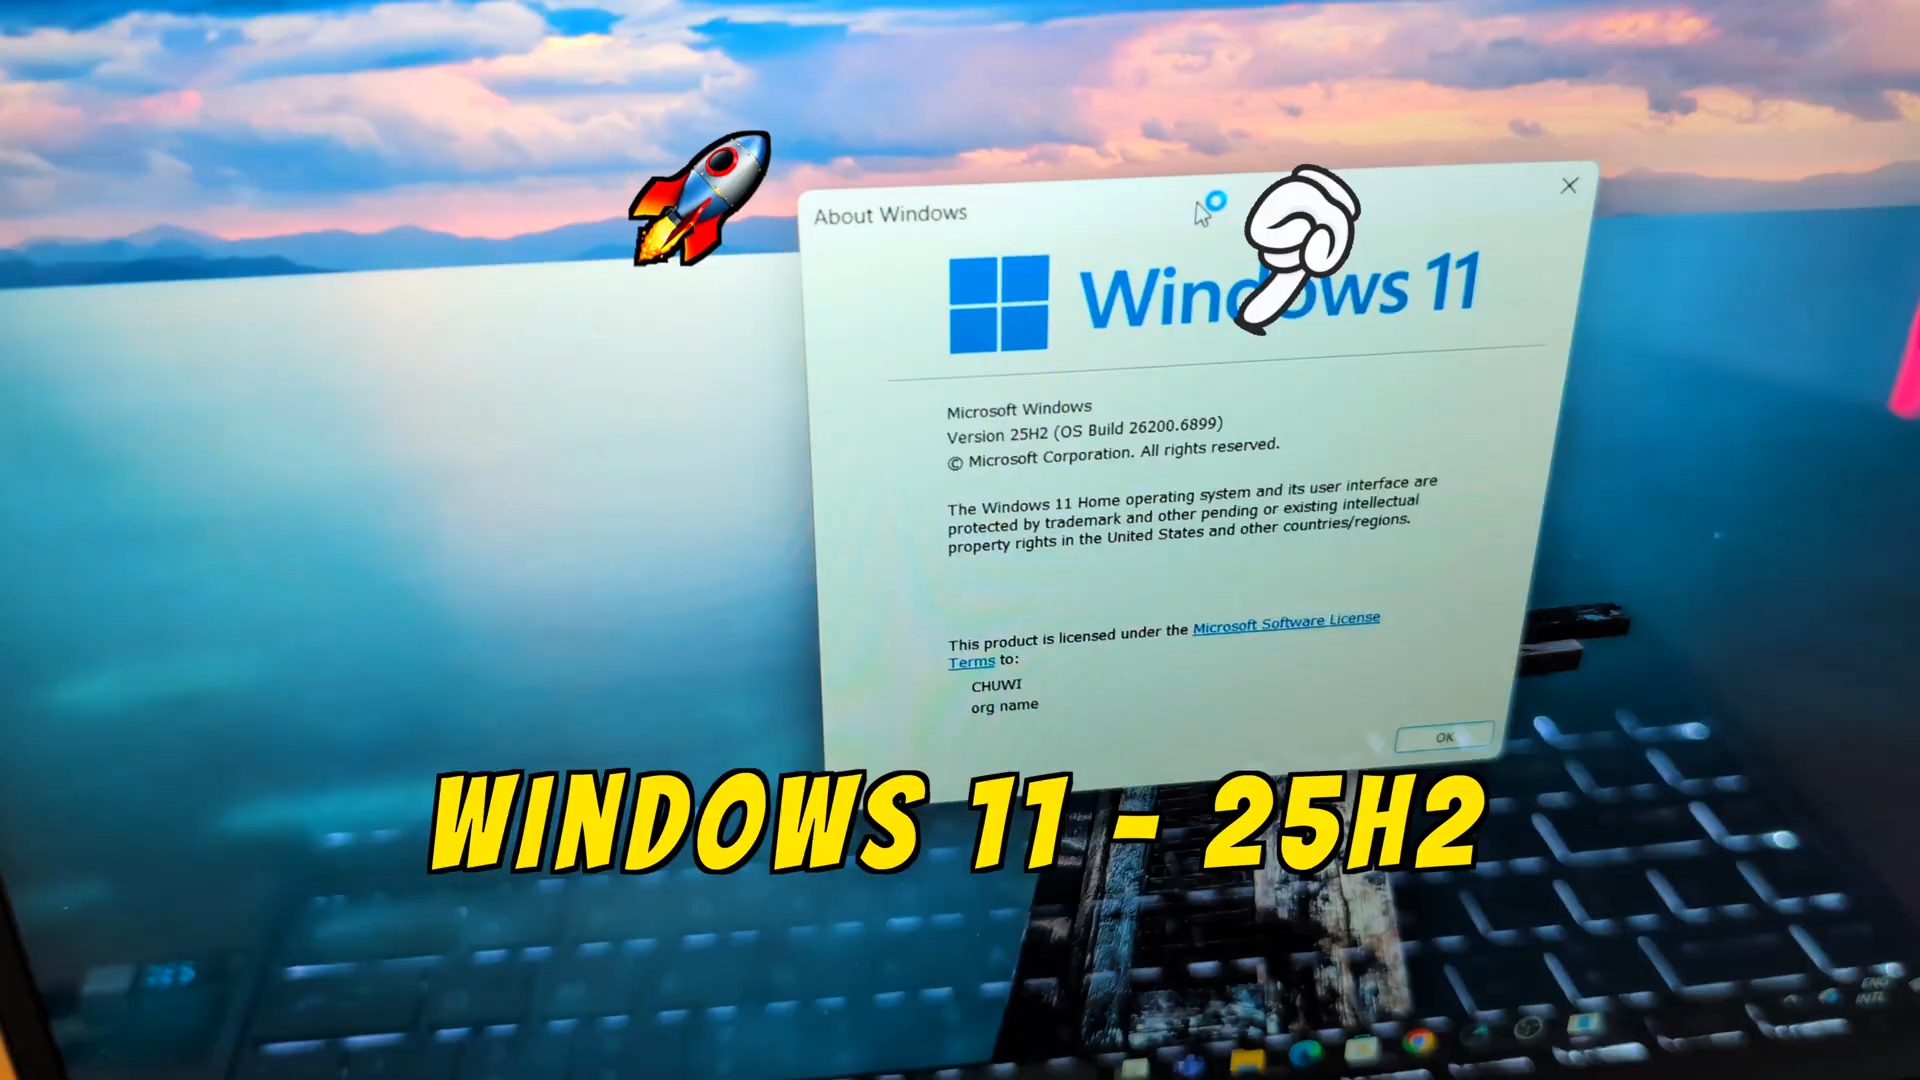 About Windows
Windows 11
Microsoft Windows
Version 25H2 (OS Build 26200.6899)
© Microsoft Corporation. All rights reserved.
The Windows 11 Home operating system and its user interface are
protected by trademark and other pending or existing intellectual
property rights in the United States and other countries/regions.
This product is licensed under the Microsoft Software License
Terms to:
CHUWI
org name
OK
WINDOWS 11 - 25H2
ENG
INTL